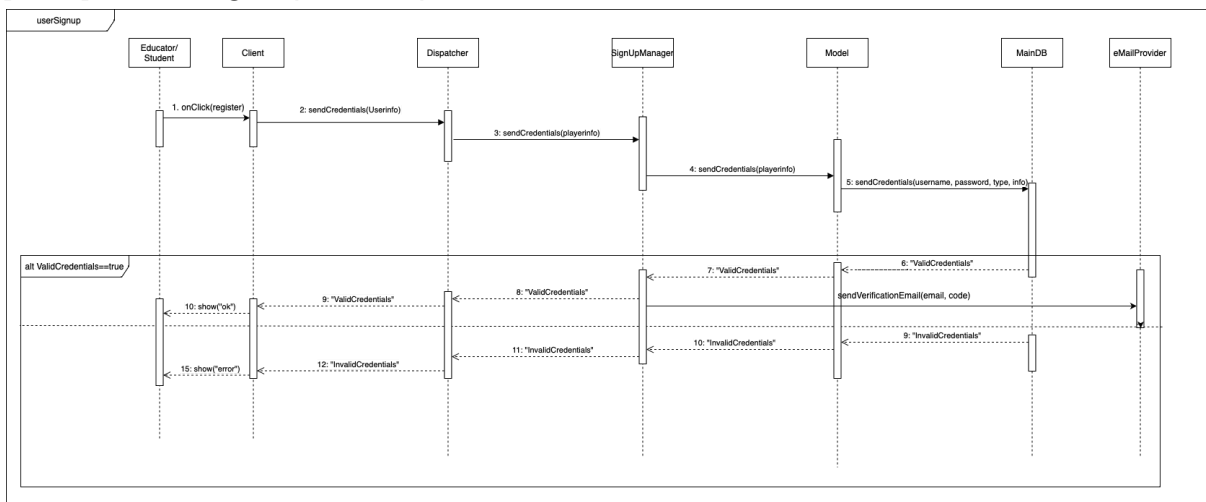 userSignup
Educator/
Student
Client
Dispatcher
SignUpManager
Model
MainDB
eMailProvider
1. onClick(register)
2: sendCredentials(Userinfo)
3: sendCredentials(playerinfo)
4: sendCredentials(playerinfo)
5: sendCredentials(username, password, type, info)
alt ValidCredentials==true
6: "ValidCredentials"
7: "ValidCredentials"
8: "ValidCredentials"
9: "ValidCredentials"
10: show("ok")
sendVerificationEmail(email, code)
9: "InvalidCredentials"
10: "InvalidCredentials"
11: "InvalidCredentials"
12: "InvalidCredentials"
15: show("error")